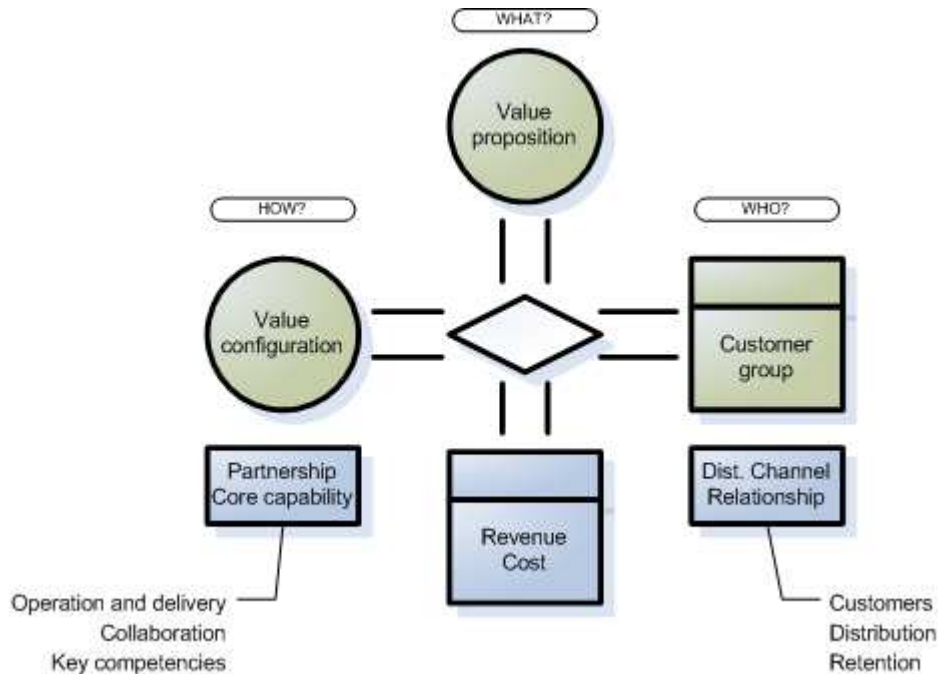 WHAT?
Value
proposition
HOW?
WHO?
Value
configuration
Customer
group
Partnership
Core capability
Revenue
Cost
Dist. Channel
Relationship
Operation and delivery
Collaboration
Key competencies
Customers
Distribution
Retention